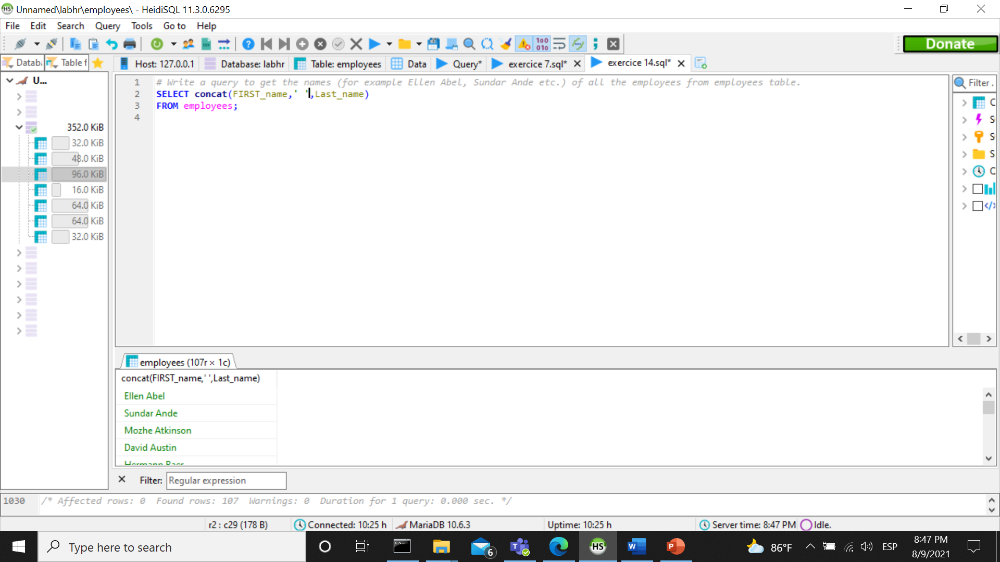 Unnamed\labhr\employees\ - HeidiSQL 11.3.0.6295
File Edit Search Query Tools Go to Help
Donate
Databa Table f Host: 127.0.0.1 Database: labhr Table: employees Data Query* exercice 7.sql* exercice 14.sql*
U...
352.0 KiB
32.0 KiB
48.0 KiB
96.0 KiB
16.0 KiB
64.0 KiB
64.0 KiB
32.0 KiB
1 # Write a query to get the names (for example Ellen Abel, Sundar Ande etc.) of all the employees from employees table.
2 SELECT concat(FIRST_name,' ',Last_name)
3 FROM employees;
4
Filter .
C
S
S
S
C
employees (107r × 1c)
concat(FIRST_name,' ',Last_name)
Ellen Abel
Sundar Ande
Mozhe Atkinson
David Austin
Hermann Baer
Filter: Regular expression
1030 /* Affected rows: 0 Found rows: 107 Warnings: 0 Duration for 1 query: 0.000 sec. */
r2 : c29 (178 B) Connected: 10:25 h MariaDB 10.6.3 Uptime: 10:25 h Server time: 8:47 PM Idle.
Type here to search
6
HS
86°F ESP 8:47 PM
8/9/2021